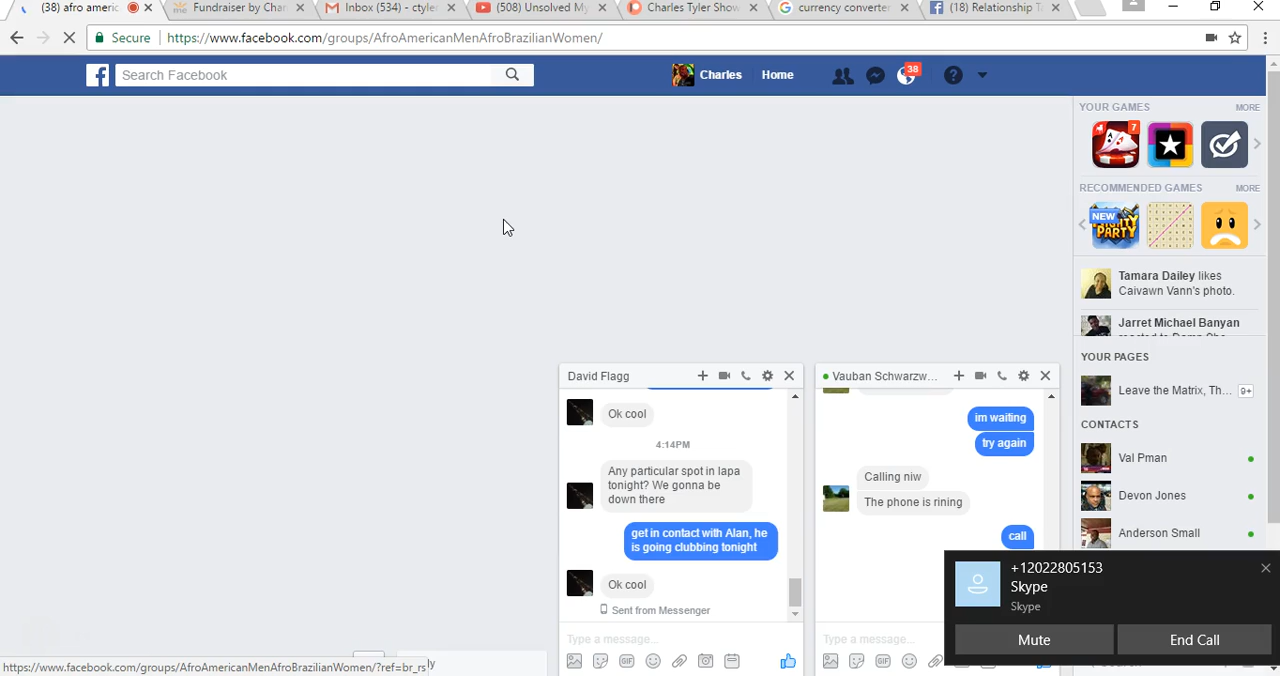 (38) afro americ
Fundraiser by Char
Inbox (534) - ctyle
(508) Unsolved My
Charles Tyler Show
currency converter
(18) Relationship Ta
Secure
https://www.facebook.com/groups/AfroAmericanMenAfroBrazilianWomen/
Search Facebook
Charles
Home
38
YOUR GAMES
MORE
7
RECOMMENDED GAMES
MORE
NEW
MIGHTY
PARTY
Tamara Dailey likes
Caivawn Vann's photo.
Jarret Michael Banyan
YOUR PAGES
Leave the Matrix, Th...
9+
CONTACTS
Val Pman
Devon Jones
Anderson Small
David Flagg
Ok cool
4:14PM
Any particular spot in lapa
tonight? We gonna be
down there
get in contact with Alan, he
is going clubbing tonight
Ok cool
Sent from Messenger
Type a message...
GIF
Vauban Schwarzw...
im waiting
try again
Calling niw
The phone is rining
call
Type a message...
GIF
+12022805153
Skype
Skype
Mute
End Call
https://www.facebook.com/groups/AfroAmericanMenAfroBrazilianWomen/?ref=br_rs